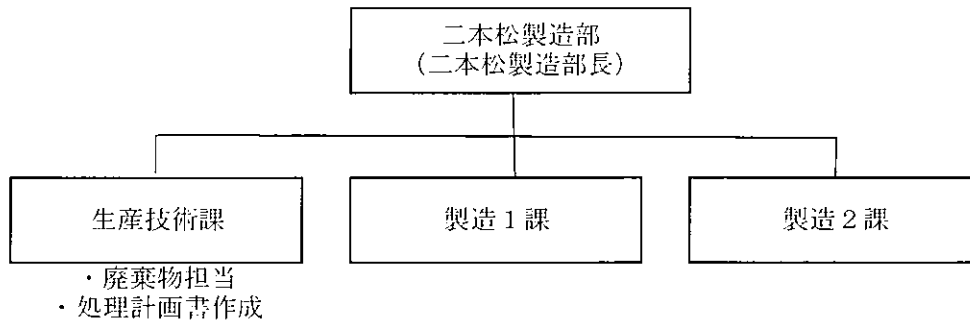 二本松製造部
(二本松製造部長)
生産技術課
製造1課
製造2課
・廃棄物担当
・処理計画書作成